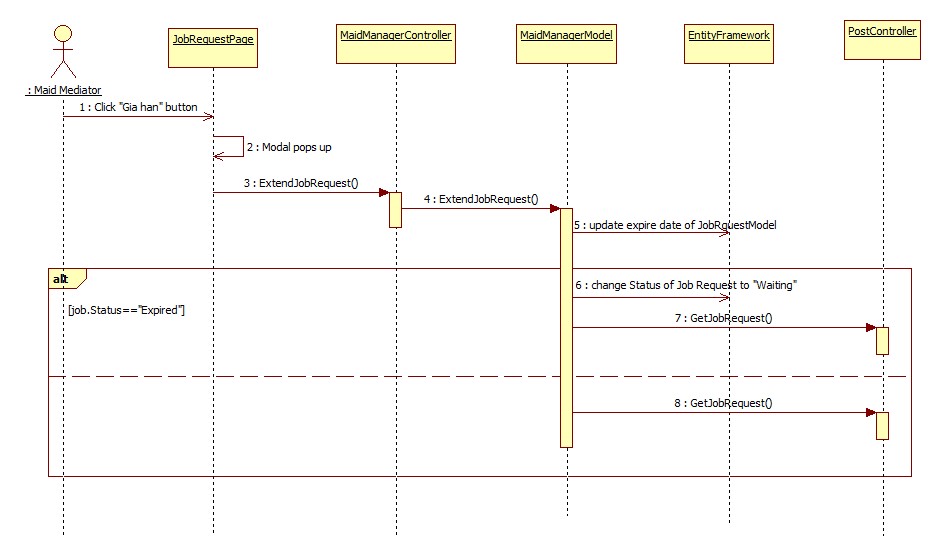 JobRequestPage
MaidManagerController
MaidManagerModel
EntityFramework
PostController
: Maid Mediator
1 : Click "Gia han" button
2 : Modal pops up
3 : ExtendJobRequest()
4 : ExtendJobRequest()
5 : update expire date of JobRquestModel
alt
6 : change Status of Job Request to "Waiting"
[job.Status=="Expired"]
7 : GetJobRequest()
8 : GetJobRequest()